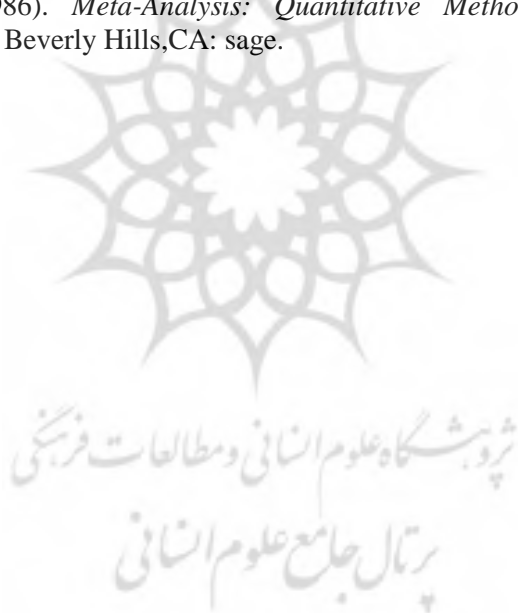 986). Meta-Analysis: Quantitative Metho
Beverly Hills,CA: sage.
پژوهشگاه علوم انسانی و مطالعات فرهنگی
پرتال جامع علوم انسانی